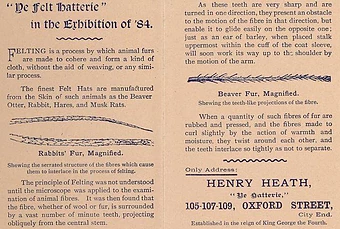 "Ye Felt Hatterie"
in the Exhibition of '84.
FELTING is a process by which animal furs
are made to cohere and form a kind of
cloth, without the aid of weaving, or any simi-
lar process.
The finest Felt Hats are manufactured
from the Skin of such animals as the Beaver
Otter, Rabbit, Hares, and Musk Rats.
Rabbits' Fur, Magnified.
Shewing the serrated structure of the fibres which cause
them to interlace in the process of felting.
The principle of Felting was not understood
until the microscope was applied to the exam-
ination of animal fibres. It was then found that
the fibre, whether of wool or fur, is surrounded
by a vast number of minute teeth, projecting
obliquely from the central stem.
As these teeth are very sharp and are
turned in one direction, they present an obstacle
to the motion of the fibre in that direction, but
enable it to glide easily on the opposite one;
just as an ear of barley, when placed stalk
uppermost within the cuff of the coat sleeve,
will soon work its way up to the shoulder by
the motion of the arm.
Beaver Fur, Magnified.
Shewing the teeth-like projections of the fibre.
When a quantity of such fibres of fur are
rubbed and pressed, and the fibres made to
curl slightly by the action of warmth and
moisture, they twist around each other, and
the teeth interlace so tightly as not to separate.
Only Address:
HENRY HEATH,
"Ye Hatterie,"
105-107-109, OXFORD STREET,
City End.
Established in the reign of King George the Fourth.